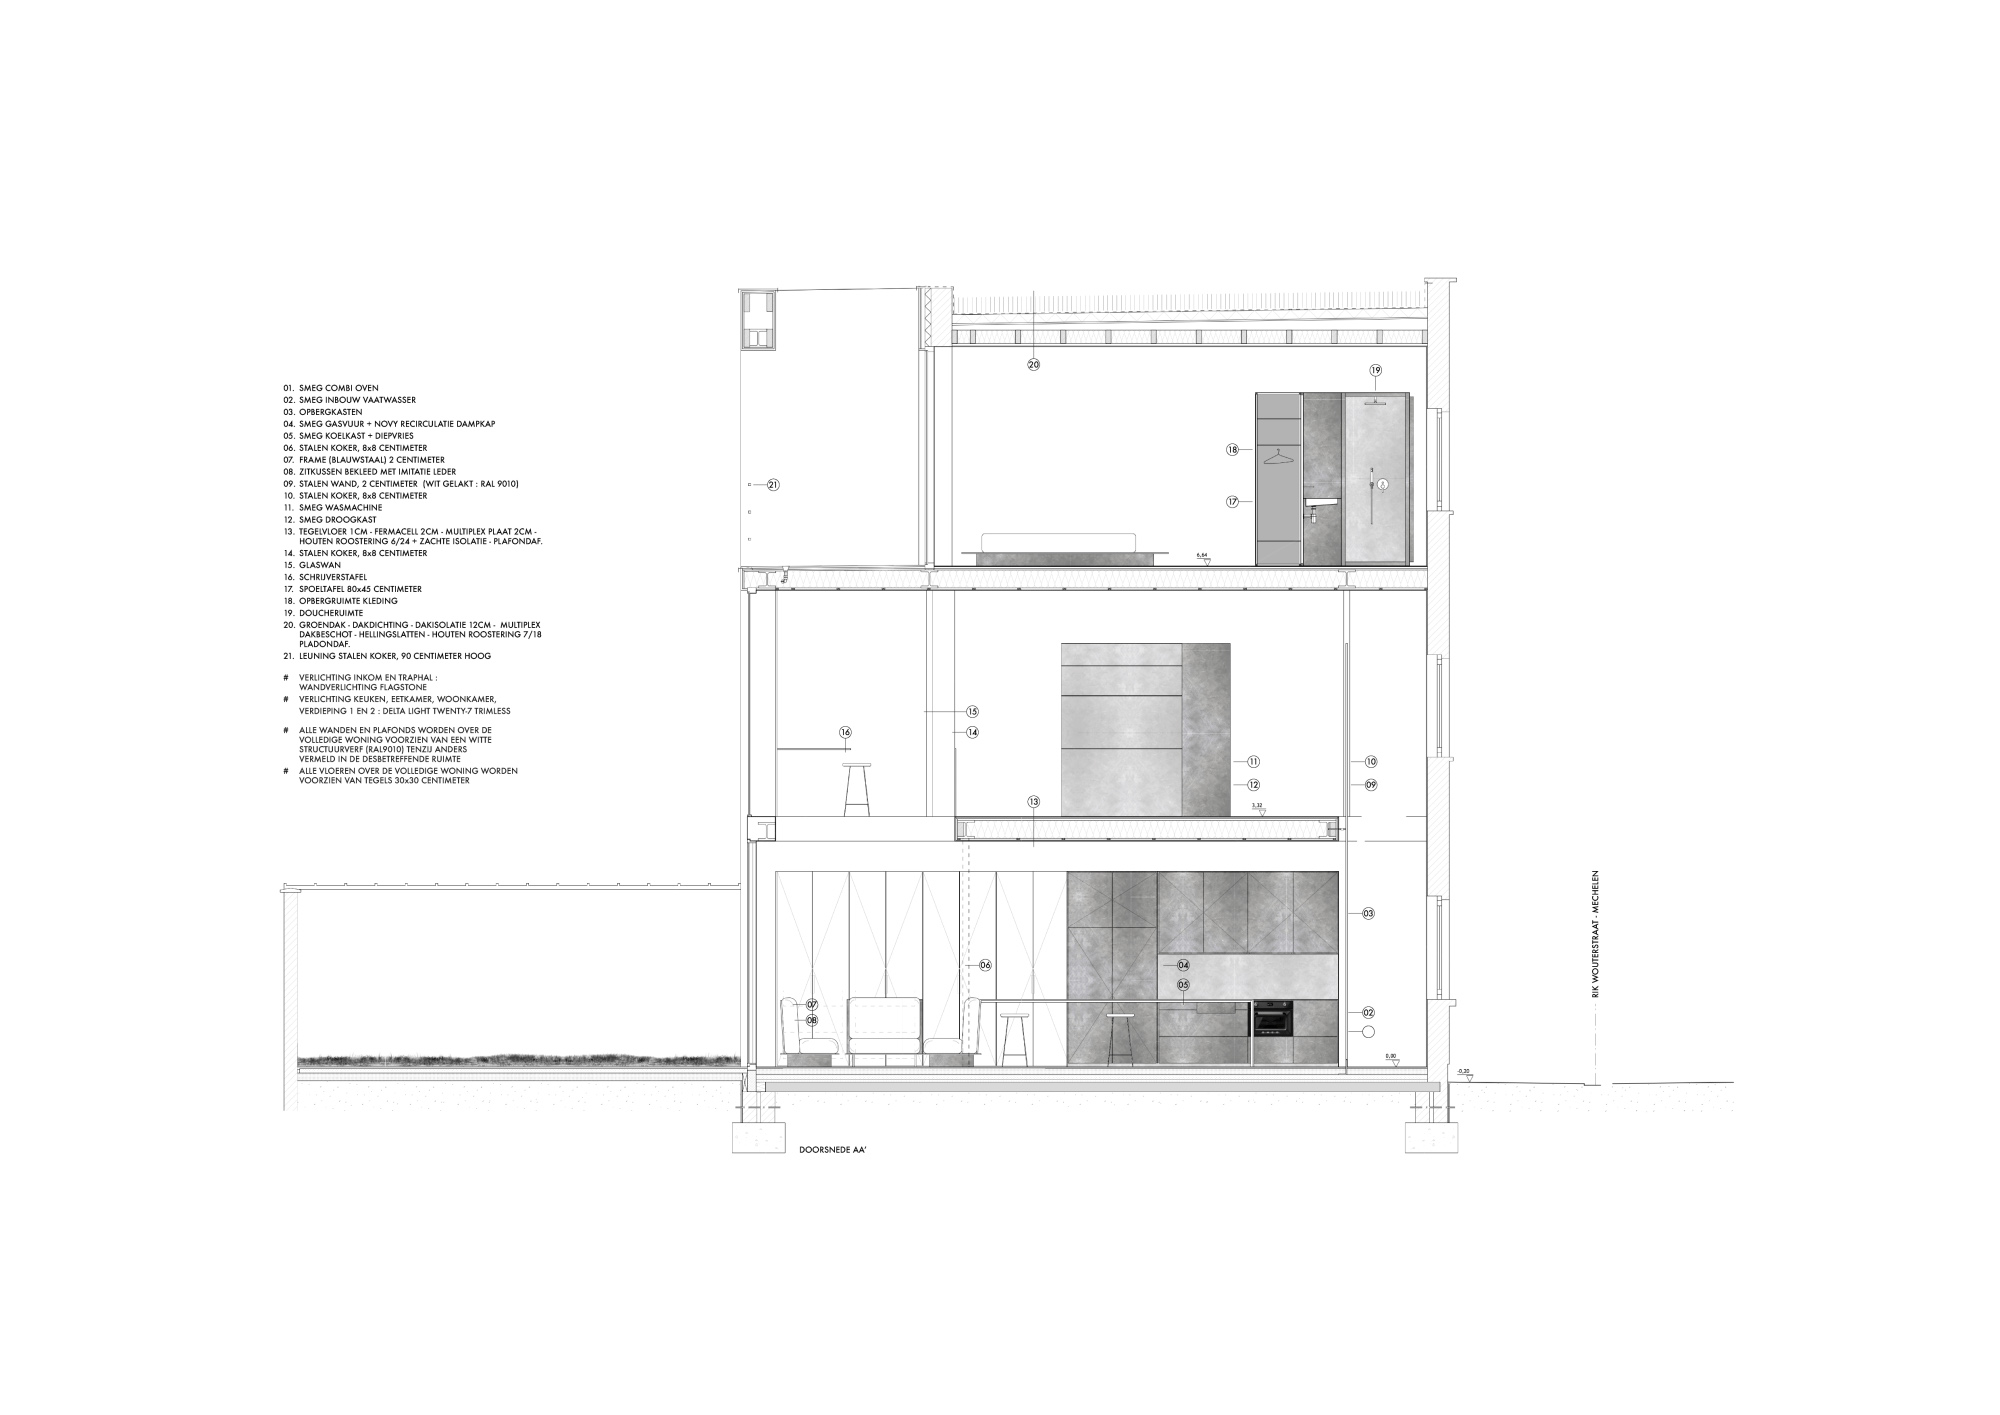 01. SMEG COMBI OVEN
02. SMEG INBOUW VAATWASSER
03. OPBERGKASTEN
04. SMEG GASVUUR + NOVY RECIRCULATIE DAMPKAP
05. SMEG KOELKAST + DIEPVRIES
06. STALEN KOKER, 8x8 CENTIMETER
07. FRAME (BLAUWSTAAL) 2 CENTIMETER
08. ZITKUSSEN BEKLEED MET IMITATIE LEDER
09. STALEN WAND, 2 CENTIMETER (WIT GELAKT : RAL 9010)
10. STALEN KOKER, 8x8 CENTIMETER
11. SMEG WASMACHINE
12. SMEG DROOGKAST
13. TEGELVLOER 1CM - FERMACELL 2CM - MULTIPLEX PLAAT 2CM -
HOUTEN ROOSTERING 6/24 + ZACHTE ISOLATIE - PLAFONDAF.
14. STALEN KOKER, 8x8 CENTIMETER
15. GLASWAN
16. SCHRIJVERSTAFEL
17. SPOELTAFEL 80x45 CENTIMETER
18. OPBERGRUIMTE KLEDING
19. DOUCHERUIMTE
20. GROENDAK - DAKDICHTING - DAKISOLATIE 12CM - MULTIPLEX
DAKBESCHOT - HELLINGSLATTEN - HOUTEN ROOSTERING 7/18
PLADONDAF.
21. LEUNING STALEN KOKER, 90 CENTIMETER HOOG
# VERLICHTING INKOM EN TRAPHAL :
WANDVERLICHTING FLAGSTONE
# VERLICHTING KEUKEN, EETKAMER, WOONKAMER,
VERDIEPING 1 EN 2 : DELTA LIGHT TWENTY-7 TRIMLESS
# ALLE WANDEN EN PLAFONDS WORDEN OVER DE
VOLLEDIGE WONING VOORZIEN VAN EEN WITTE
STRUCTUURVERF (RAL9010) TENZIJ ANDERS
VERMELD IN DE DESBETREFFENDE RUIMTE
# ALLE VLOEREN OVER DE VOLLEDIGE WONING WORDEN
VOORZIEN VAN TEGELS 30x30 CENTIMETER
20
19
18
21
17
6,64
15
16
14
11
10
12
09
13
3,32
03
06
04
05
07
08
02
0,00
-0,20
RIK WOUTERSTRAAT - MECHELEN
DOORSNEDE AA'